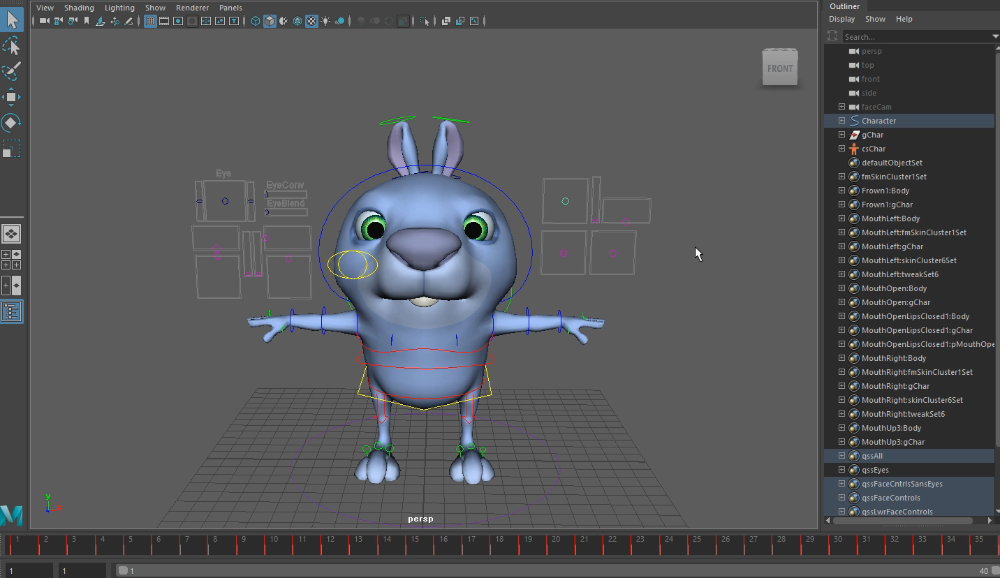 View Shading Lighting Show Renderer Panels
FRONT
Eye
EyeConv
EyeBlend
y
persp
Outliner
Display Show Help
Search...
persp
top
front
side
faceCam
Character
gChar
csChar
defaultObjectSet
fmSkinCluster1Set
Frown1:Body
Frown1:gChar
MouthLeft:Body
MouthLeft:fmSkinCluster1Set
MouthLeft:gChar
MouthLeft:skinCluster6Set
MouthLeft:tweakSet6
MouthOpen:Body
MouthOpen:gChar
MouthOpenLipsClosed1:Body
MouthOpenLipsClosed1:gChar
MouthOpenLipsClosed1:pMouthOpe
MouthRight:Body
MouthRight:fmSkinCluster1Set
MouthRight:gChar
MouthRight:skinCluster6Set
MouthRight:tweakSet6
MouthUp3:Body
MouthUp3:gChar
qssAll
qssEyes
qssFaceCntrlsSansEyes
qssFaceControls
qssLwrFaceControls
1 2 3 4 5 6 7 8 9 10 11 12 13 14 15 16 17 18 19 20 21 22 23 24 25 26 27 28 29 30 31 32 33 34 35
1 1 1 40